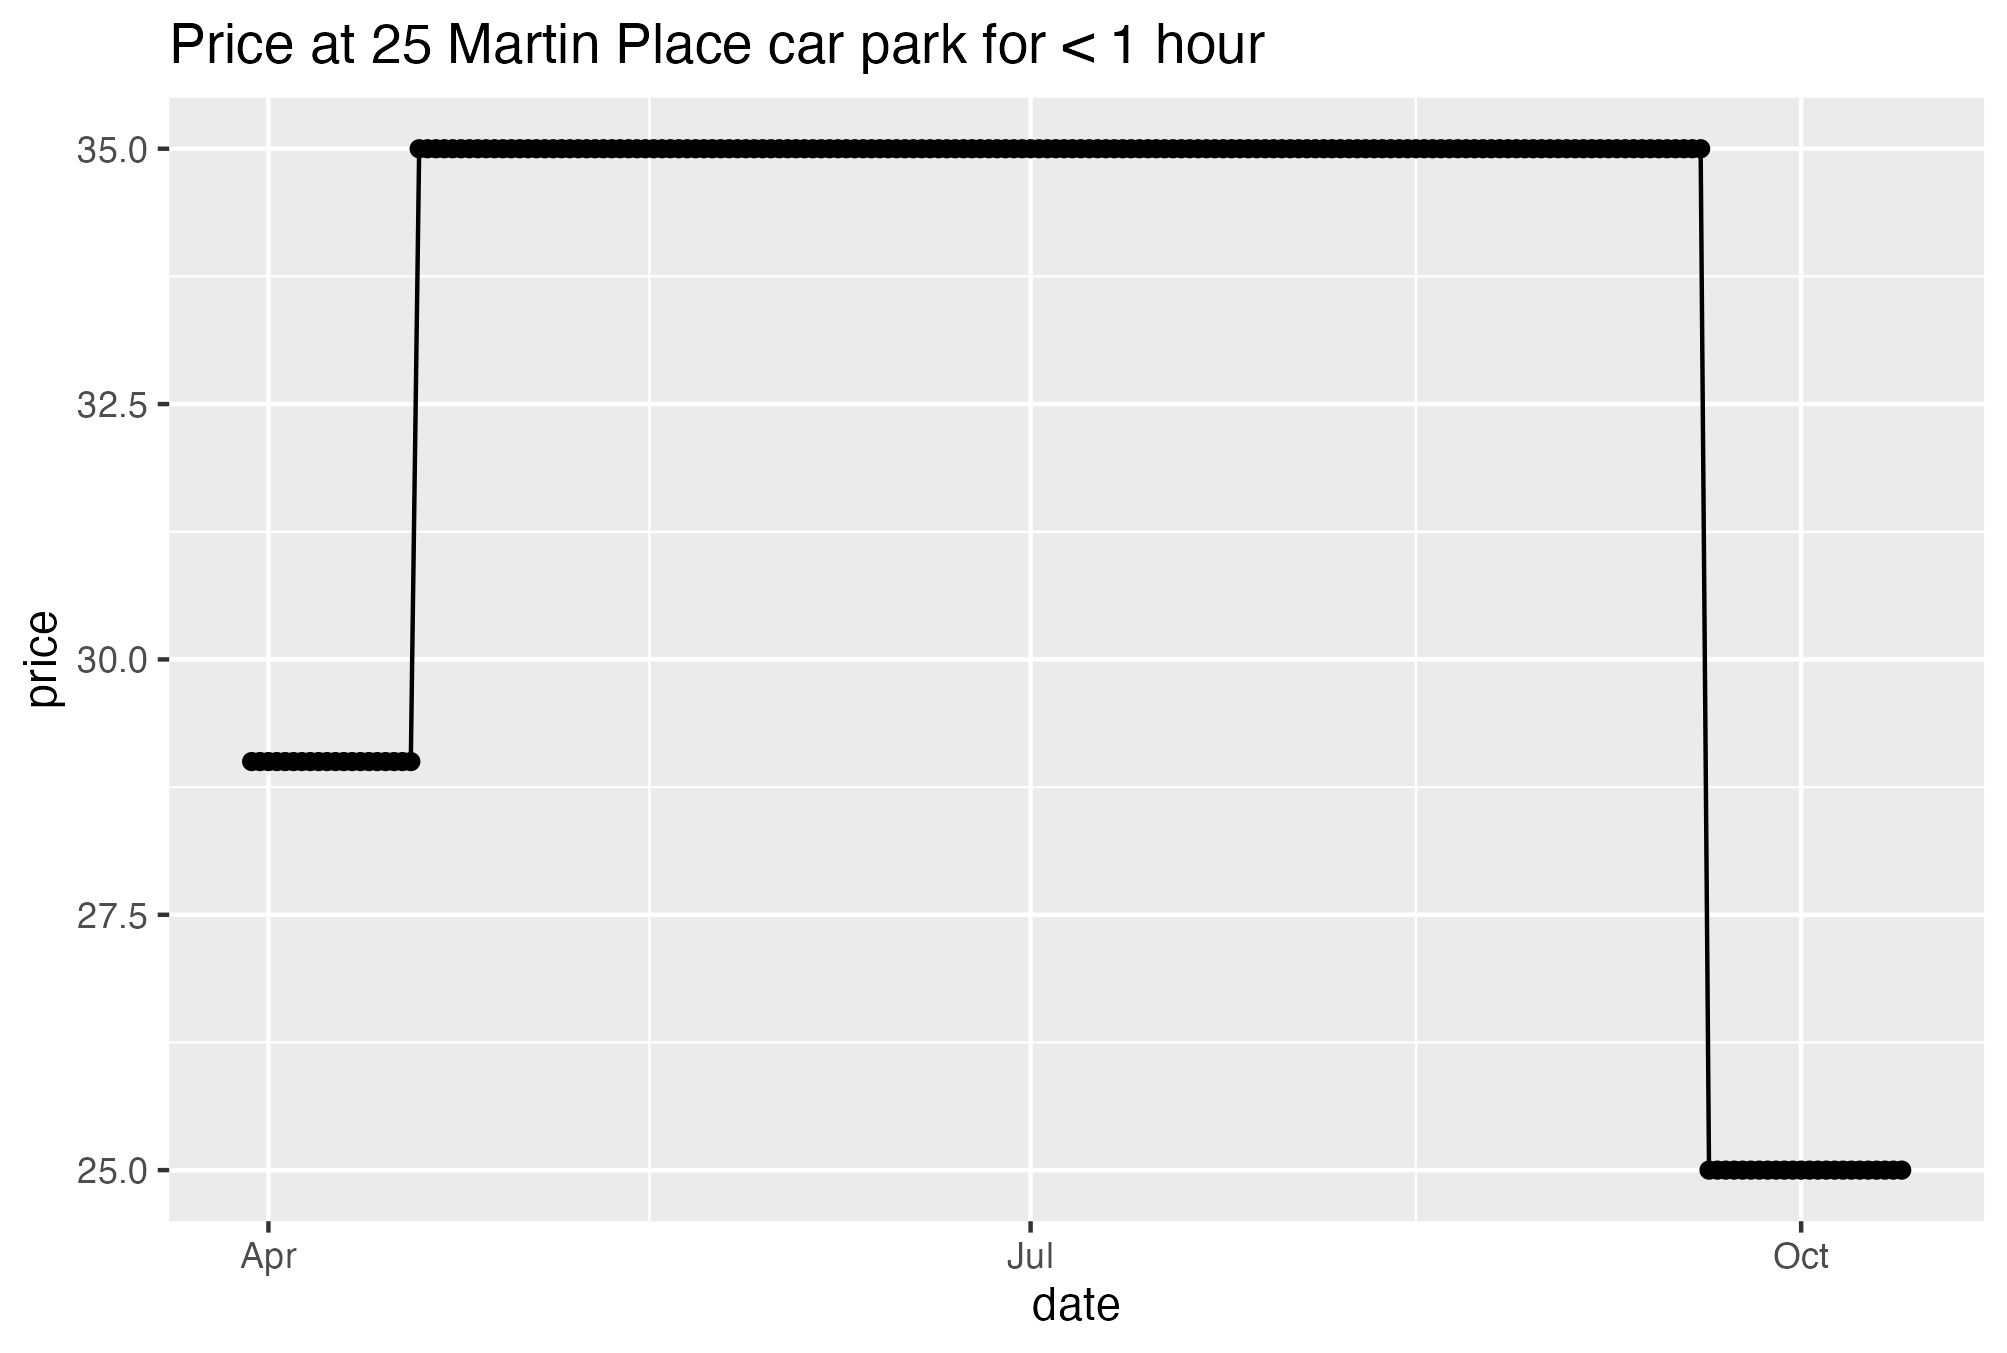 Price at 25 Martin Place car park for < 1 hour
35.0
32.5
30.0
27.5
25.0
price
Apr
Jul
Oct
date